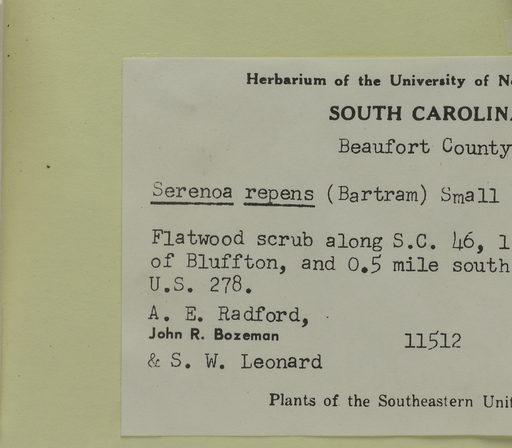 Herbarium of the University of
SOUTH CAROLINA
Beaufort County
Serenoa repens (Bartram) Small
Flatwood scrub along S.C. 46, 1
of Bluffton, and 0.5 mile south
U.S. 278.
A. E. Radford,
John R. Bozeman
11512
& S. W. Leonard
Plants of the Southeastern